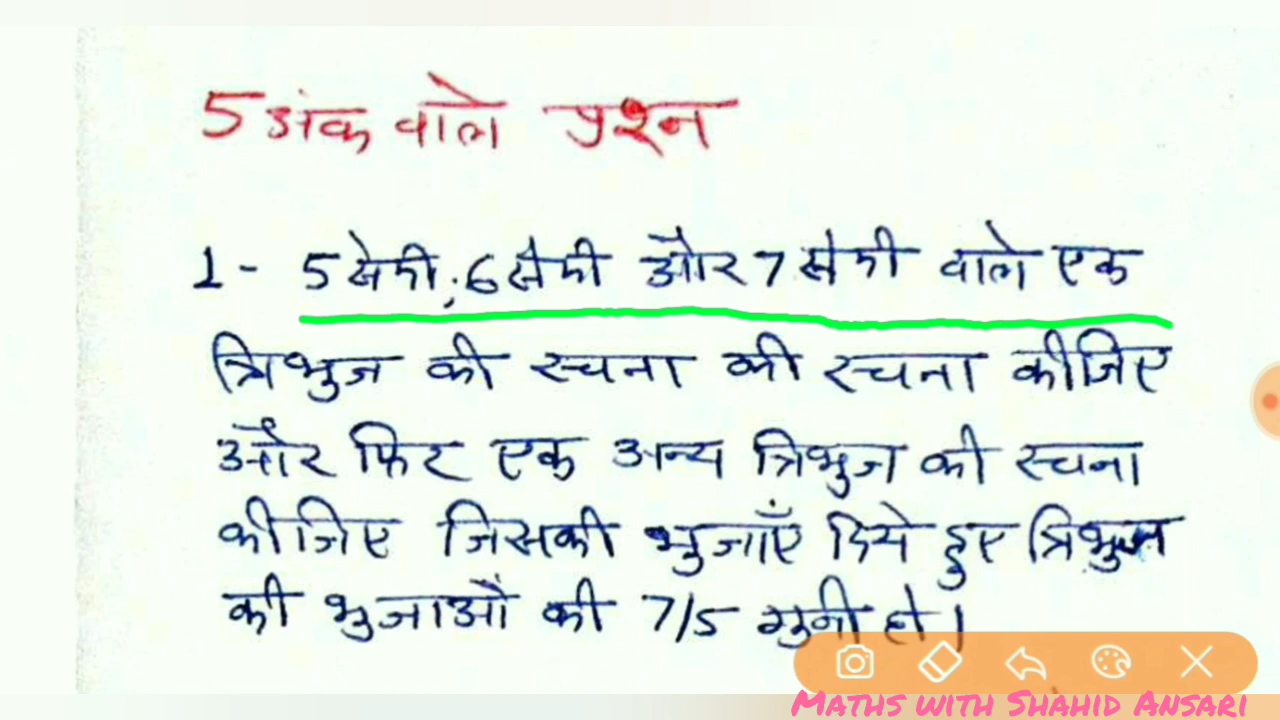 5 अंक वाले प्रश्न
1- 5 सेमी, 6 सेमी और 7 सेमी वाले एक
त्रिभुज की रचना की रचना कीजिए
और फिर एक अन्य त्रिभुज की रचना
कीजिए जिसकी भुजाएँ दिये हुए त्रिभुज
की भुजाओं की 7/5 गुनी हो।
MATHS WITH SHAHID ANSARI